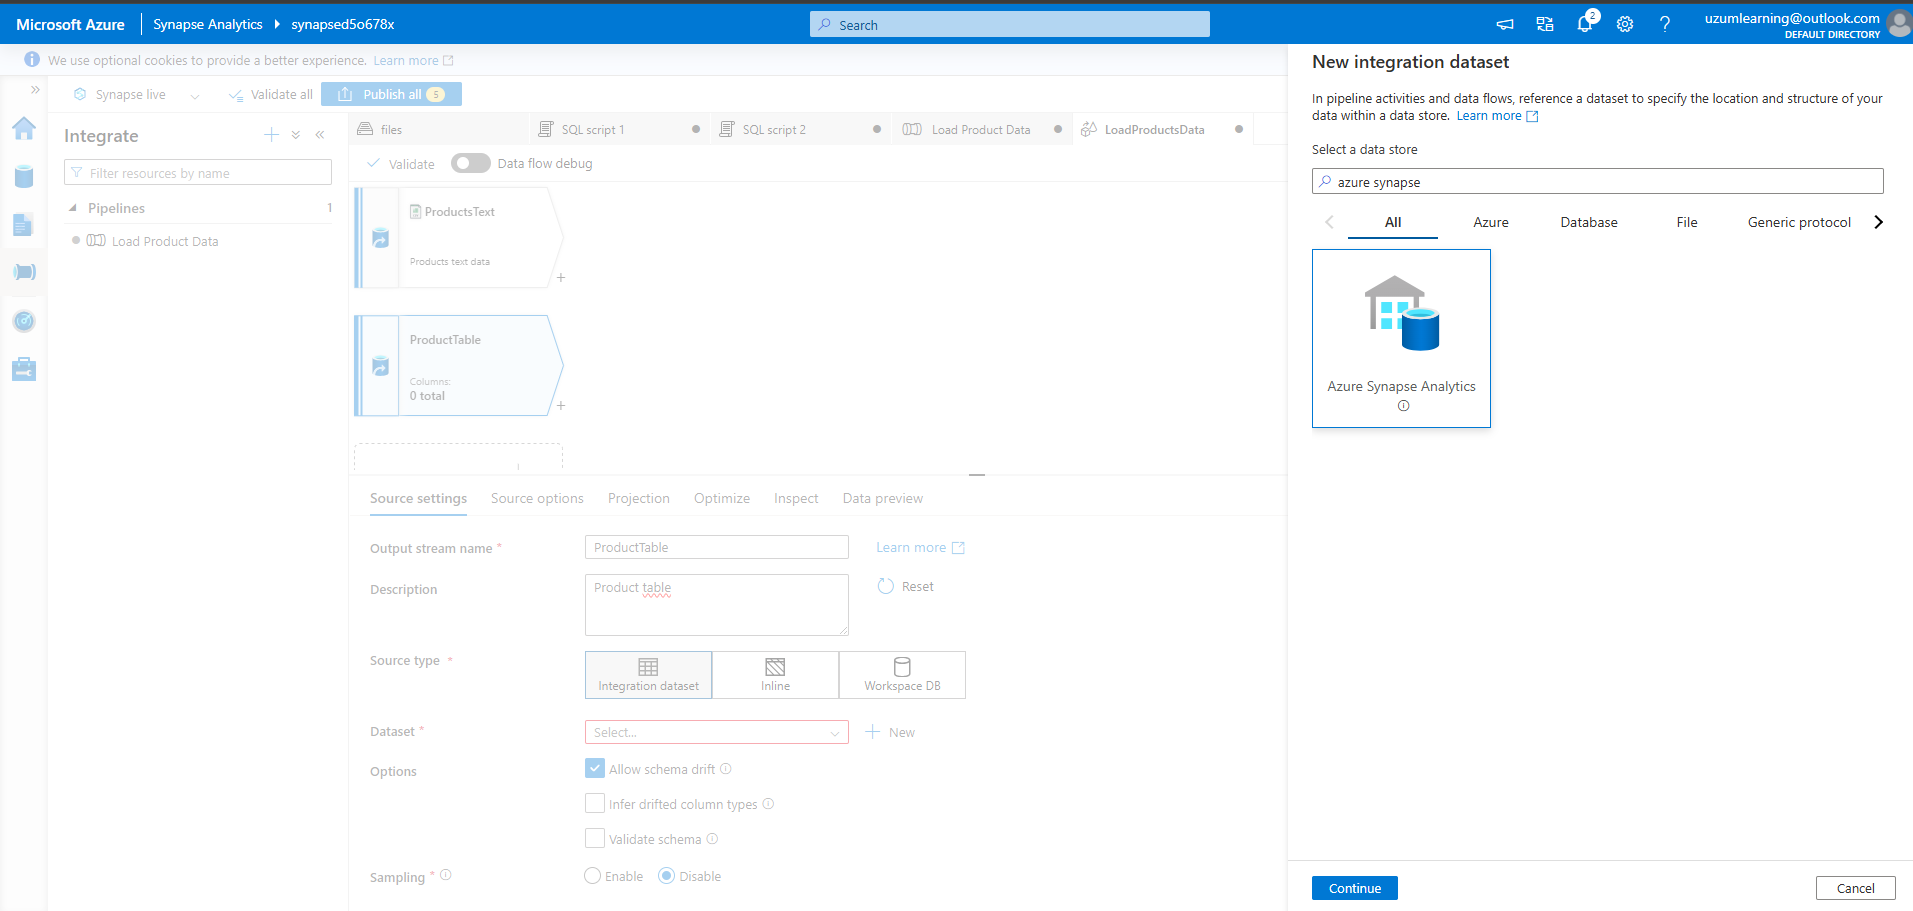 Microsoft Azure
Synapse Analytics
synapsed5o678x
Search
2
uzumlearning@outlook.com
DEFAULT DIRECTORY
We use optional cookies to provide a better experience. Learn more
Synapse live
Validate all
Publish all 5
Integrate
Filter resources by name
Pipelines 1
Load Product Data
files
SQL script 1
SQL script 2
Load Product Data
LoadProductsData
Validate
Data flow debug
ProductsText
Products text data
+
ProductTable
Columns:
0 total
+
Source settings
Source options
Projection
Optimize
Inspect
Data preview
Output stream name *
ProductTable
Learn more
Description
Product table
Reset
Source type *
Integration dataset
Inline
Workspace DB
Dataset *
Select...
New
Options
Allow schema drift
Infer drifted column types
Validate schema
Sampling *
Enable
Disable
New integration dataset
In pipeline activities and data flows, reference a dataset to specify the location and structure of your
data within a data store. Learn more
Select a data store
azure synapse
All
Azure
Database
File
Generic protocol
Azure Synapse Analytics
Continue
Cancel